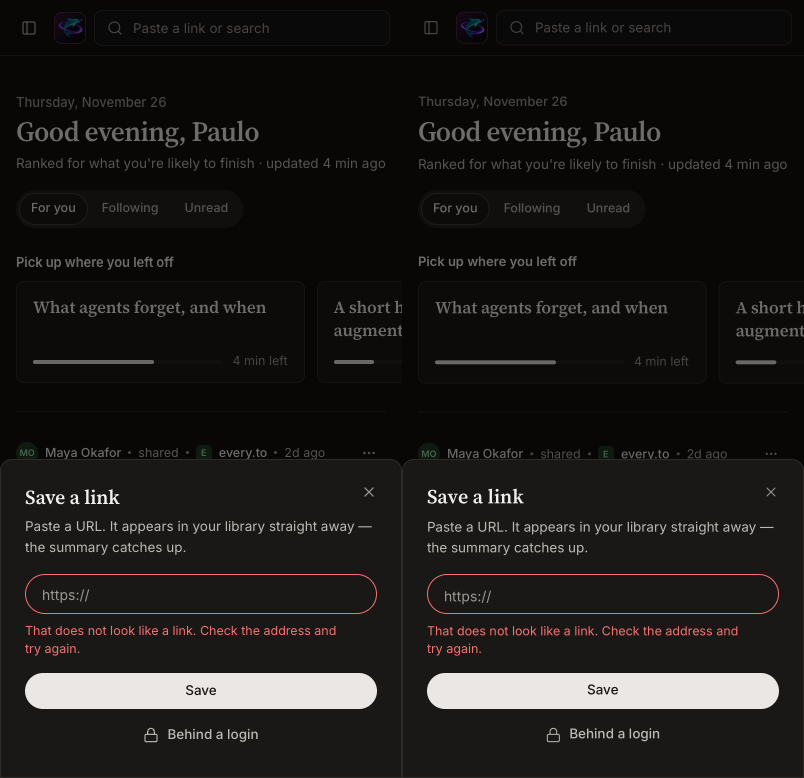 Paste a link or search
Thursday, November 26
Good evening, Paulo
Ranked for what you're likely to finish · updated 4 min ago
For you
Following
Unread
Pick up where you left off
What agents forget, and when
4 min left
A short h
augment
MO Maya Okafor • shared • E every.to • 2d ago
Save a link
Paste a URL. It appears in your library straight away —
the summary catches up.
https://
That does not look like a link. Check the address and
try again.
Save
Behind a login
Paste a link or search
Thursday, November 26
Good evening, Paulo
Ranked for what you're likely to finish · updated 4 min ago
For you
Following
Unread
Pick up where you left off
What agents forget, and when
4 min left
A short h
augment
MO Maya Okafor • shared • E every.to • 2d ago
Save a link
Paste a URL. It appears in your library straight away —
the summary catches up.
https://
That does not look like a link. Check the address and
try again.
Save
Behind a login